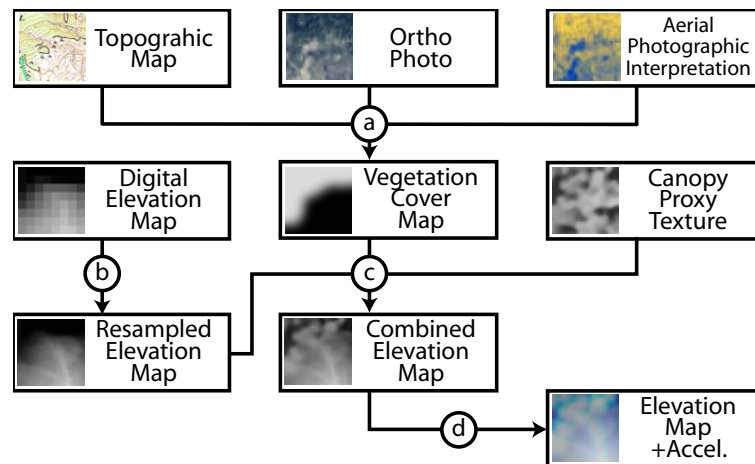 Topograhic
Map
Ortho
Photo
Aerial
Photographic
Interpretation
a
Digital
Elevation
Map
Vegetation
Cover
Map
Canopy
Proxy
Texture
b
c
Resampled
Elevation
Map
Combined
Elevation
Map
d
Elevation
Map
+Accel.